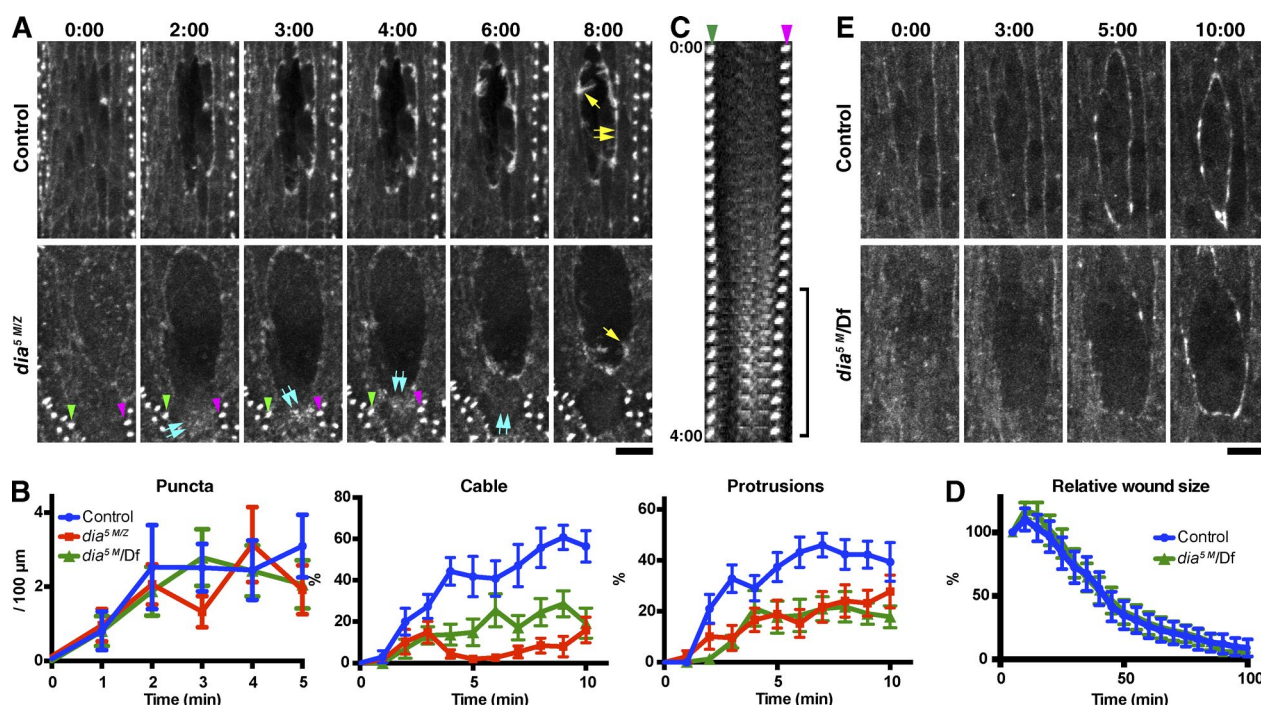 A
0:00 2:00 3:00 4:00 6:00 8:00
Control
dia⁵ ᴹ/ᶻ
C
0:00
4:00
E
0:00 3:00 5:00 10:00
Control
dia⁵ ᴹ/Df
B
Puncta
Control
dia⁵ ᴹ/ᶻ
dia⁵ ᴹ/Df
/ 100 μm
4
2
0
0 1 2 3 4 5
Time (min)
Cable
%
80
60
40
20
0
0 5 10
Time (min)
Protrusions
%
60
40
20
0
0 5 10
Time (min)
D
Relative wound size
Control
dia⁵ ᴹ/Df
%
100
50
0
0 50 100
Time (min)